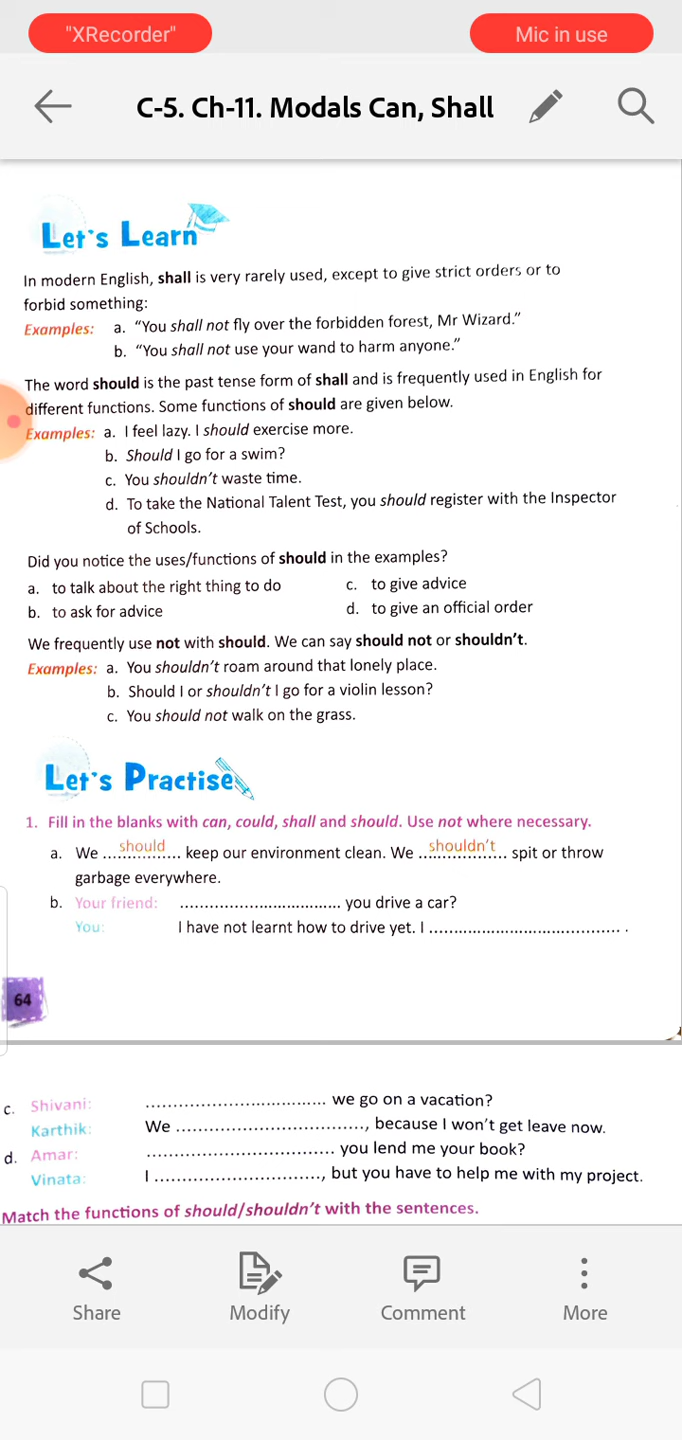 "XRecorder"
Mic in use
C-5. Ch-11. Modals Can, Shall
Let's Learn
In modern English, shall is very rarely used, except to give strict orders or to
forbid something:
Examples: a. “You shall not fly over the forbidden forest, Mr Wizard.”
b. “You shall not use your wand to harm anyone.”
The word should is the past tense form of shall and is frequently used in English for
different functions. Some functions of should are given below.
Examples: a. I feel lazy. I should exercise more.
b. Should I go for a swim?
c. You shouldn’t waste time.
d. To take the National Talent Test, you should register with the Inspector
of Schools.
Did you notice the uses/functions of should in the examples?
a. to talk about the right thing to do c. to give advice
b. to ask for advice d. to give an official order
We frequently use not with should. We can say should not or shouldn’t.
Examples: a. You shouldn’t roam around that lonely place.
b. Should I or shouldn’t I go for a violin lesson?
c. You should not walk on the grass.
Let's Practise
1. Fill in the blanks with can, could, shall and should. Use not where necessary.
a. We ...should... keep our environment clean. We ...shouldn’t... spit or throw
garbage everywhere.
b. Your friend: ................................... you drive a car?
You: I have not learnt how to drive yet. I ......................................... .
64
c. Shivani: ................................... we go on a vacation?
Karthik: We ..................................., because I won’t get leave now.
d. Amar: ................................... you lend me your book?
Vinata: I ................................, but you have to help me with my project.
Match the functions of should/shouldn’t with the sentences.
Share
Modify
Comment
More